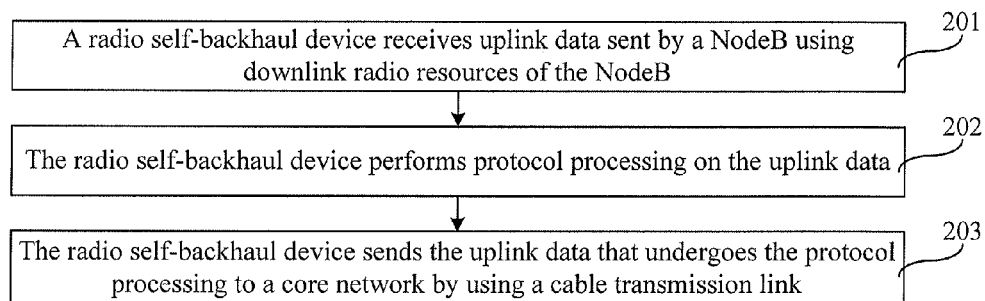 A radio self-backhaul device receives uplink data sent by a NodeB using
downlink radio resources of the NodeB
201
The radio self-backhaul device performs protocol processing on the uplink data
202
The radio self-backhaul device sends the uplink data that undergoes the protocol
processing to a core network by using a cable transmission link
203